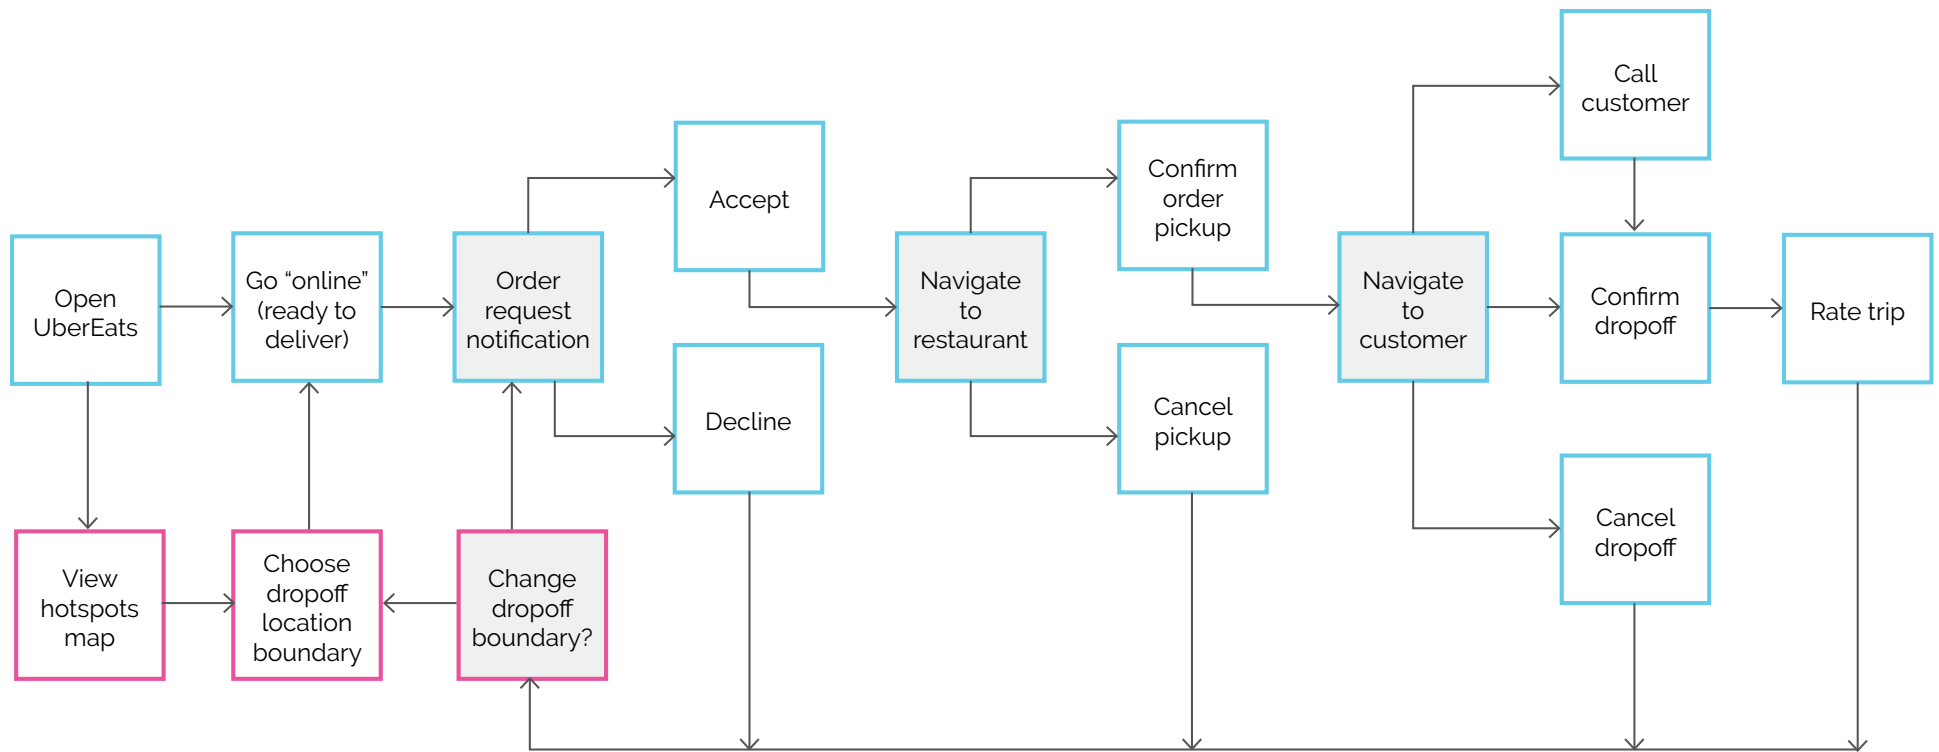 Open
UberEats
Go “online”
(ready to
deliver)
Order
request
notification
Accept
Decline
Navigate
to
restaurant
Confirm
order
pickup
Cancel
pickup
Navigate
to
customer
Call
customer
Confirm
dropoff
Cancel
dropoff
Rate trip
View
hotspots
map
Choose
dropoff
location
boundary
Change
dropoff
boundary?